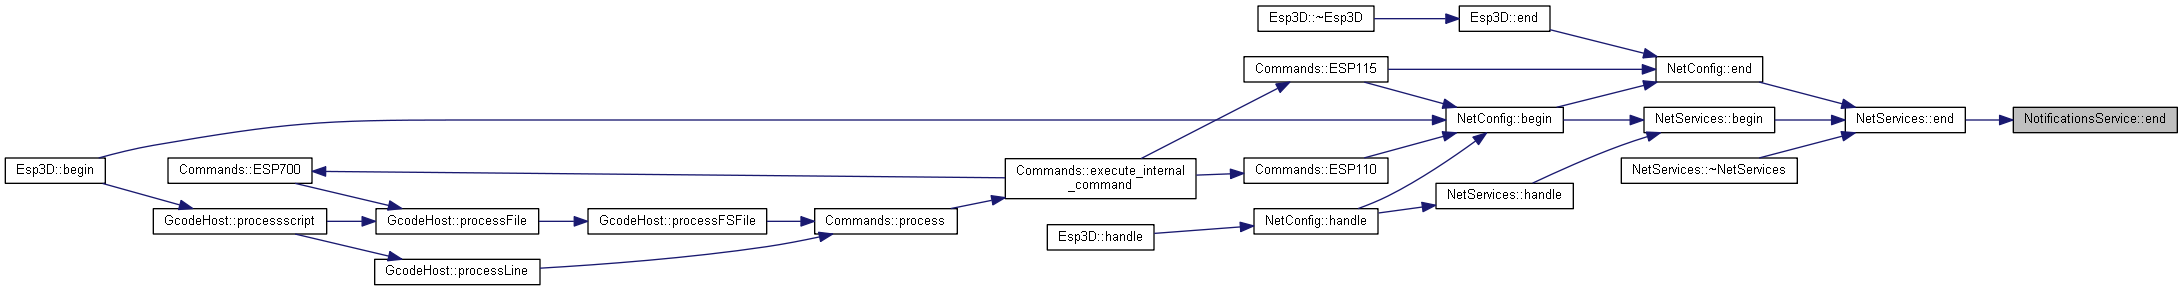 Esp3D::~Esp3D
Esp3D::end
Commands::ESP115
NetConfig::end
NetConfig::begin
NetServices::begin
NetServices::end
NotificationsService::end
Esp3D::begin
Commands::ESP700
Commands::execute_internal
_command
Commands::ESP110
NetServices::~NetServices
NetServices::handle
GcodeHost::processscript
GcodeHost::processFile
GcodeHost::processFSFile
Commands::process
NetConfig::handle
Esp3D::handle
GcodeHost::processLine